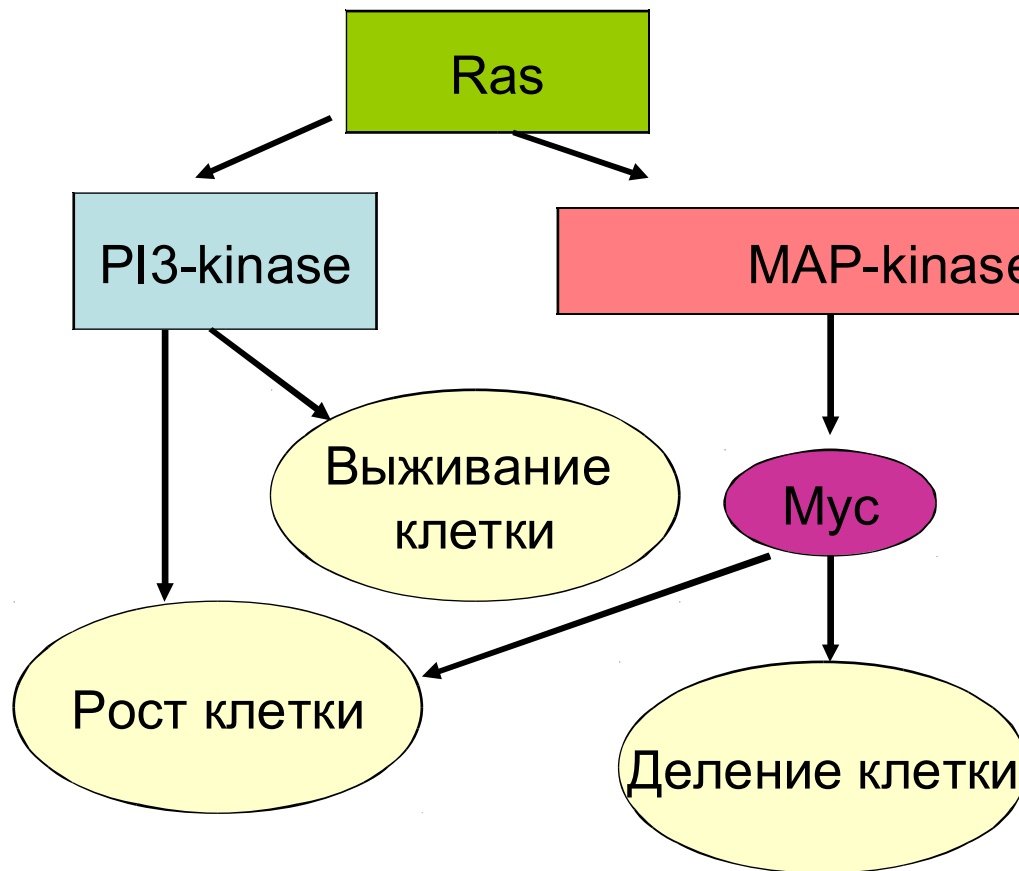 Ras
PI3-kinase
MAP-kinase
Выживание
клетки
Myc
Рост клетки
Деление клетки